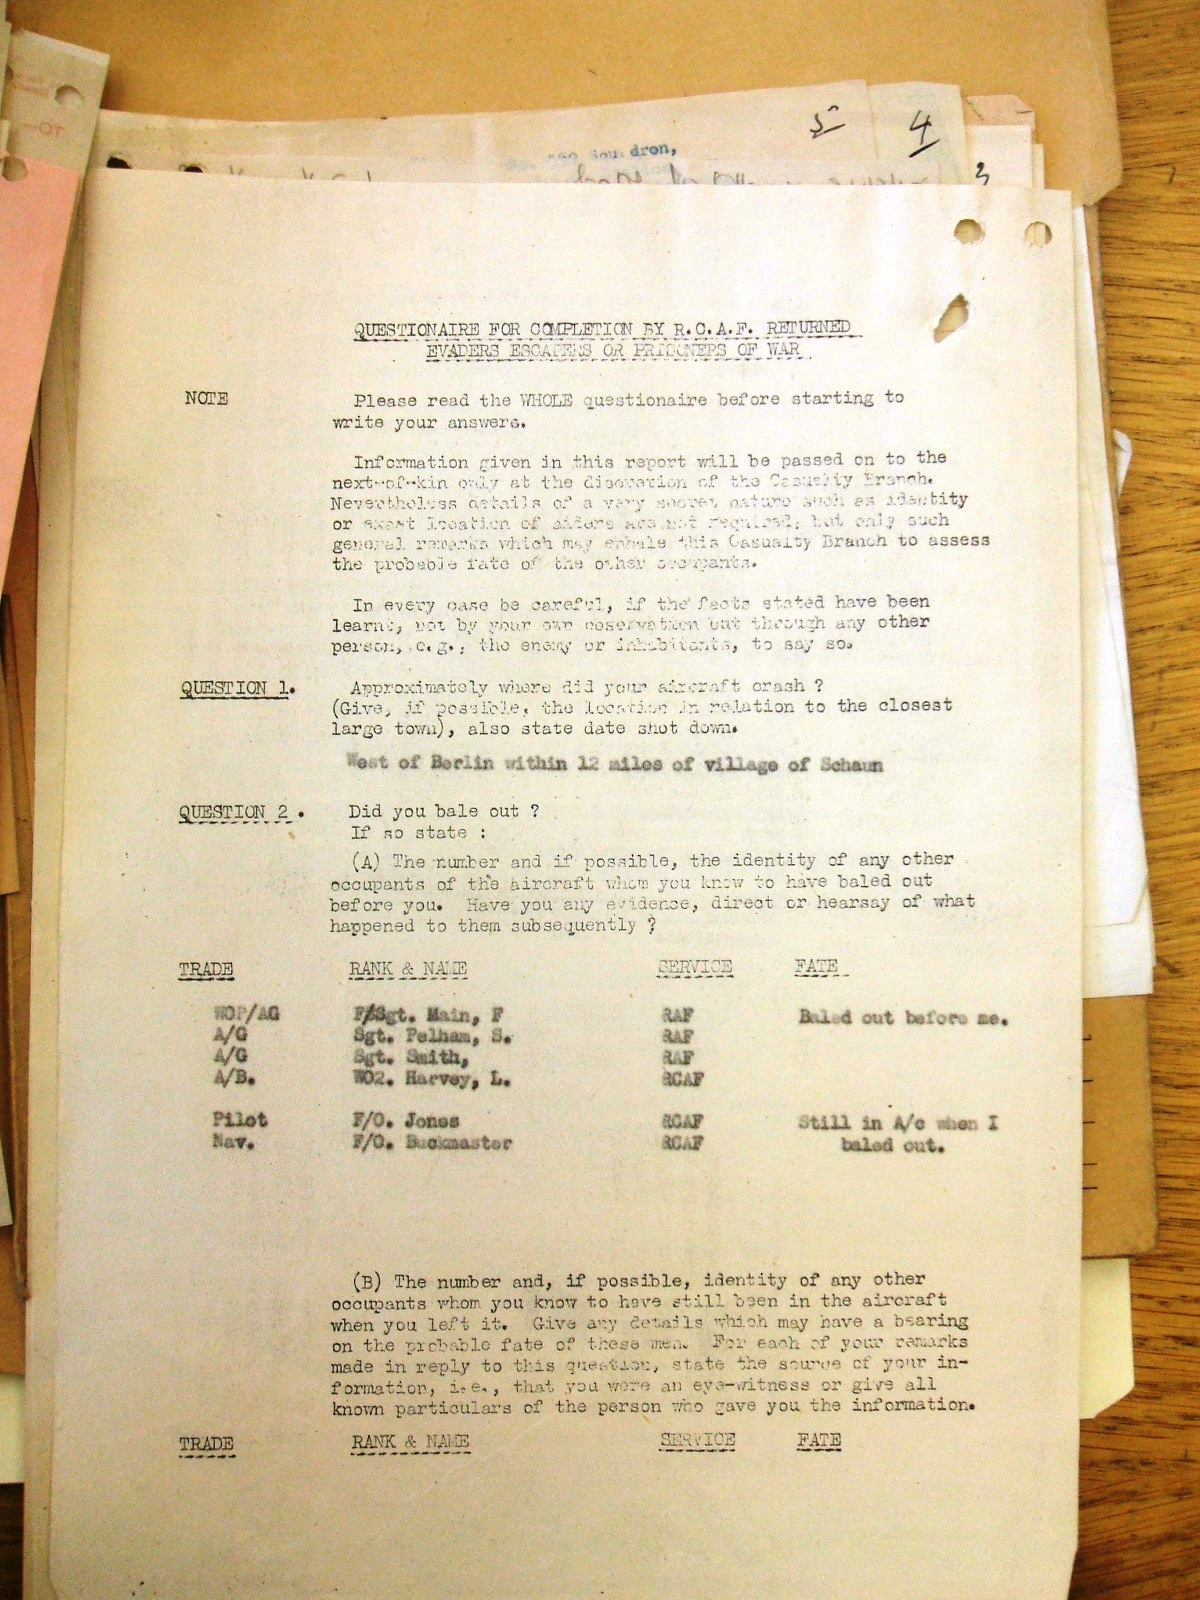 5
4
Squadron,
3
QUESTIONAIRE FOR COMPLETION BY R.C.A.F. RETURNED
EVADERS ESCAPERS OR PRISONERS OF WAR
NOTE Please read the WHOLE questionaire before starting to
write your answers.
Information given in this report will be passed on to the
next-of-kin only at the discretion of the Casualty Branch.
Nevertheless details of a very secret nature such as identity
or exact location of aiders are not required, but only such
general remarks which may enbale this Casualty Branch to assess
the probable fate of the other occupants.
In every case be careful, if the facts stated have been
learnt, not by your own observation but through any other
person, e.g., the enemy or inhabitants, to say so.
QUESTION 1. Approximately where did your aircraft crash ?
(Give, if possible, the location in relation to the closest
large town), also state date shot down.
West of Berlin within 12 miles of village of Schaun
QUESTION 2. Did you bale out ?
If so state :
(A) The number and if possible, the identity of any other
occupants of the aircraft whom you know to have baled out
before you. Have you any evidence, direct or hearsay of what
happened to them subsequently ?
TRADE RANK & NAME SERVICE FATE
WOP/AG F/Sgt. Main, F RAF Baled out before me.
A/G Sgt. Pelham, S. RAF
A/G Sgt. Smith, RAF
A/B. WO2. Harvey, L. RCAF
Pilot F/O. Jones RCAF Still in A/c when I
Nav. F/O. Buckmaster RCAF baled out.
(B) The number and, if possible, identity of any other
occupants whom you know to have still been in the aircraft
when you left it. Give any details which may have a bearing
on the probable fate of these men. For each of your remarks
made in reply to this question, state the source of your in-
formation, i.e., that you were an eye-witness or give all
known particulars of the person who gave you the information.
TRADE RANK & NAME SERVICE FATE